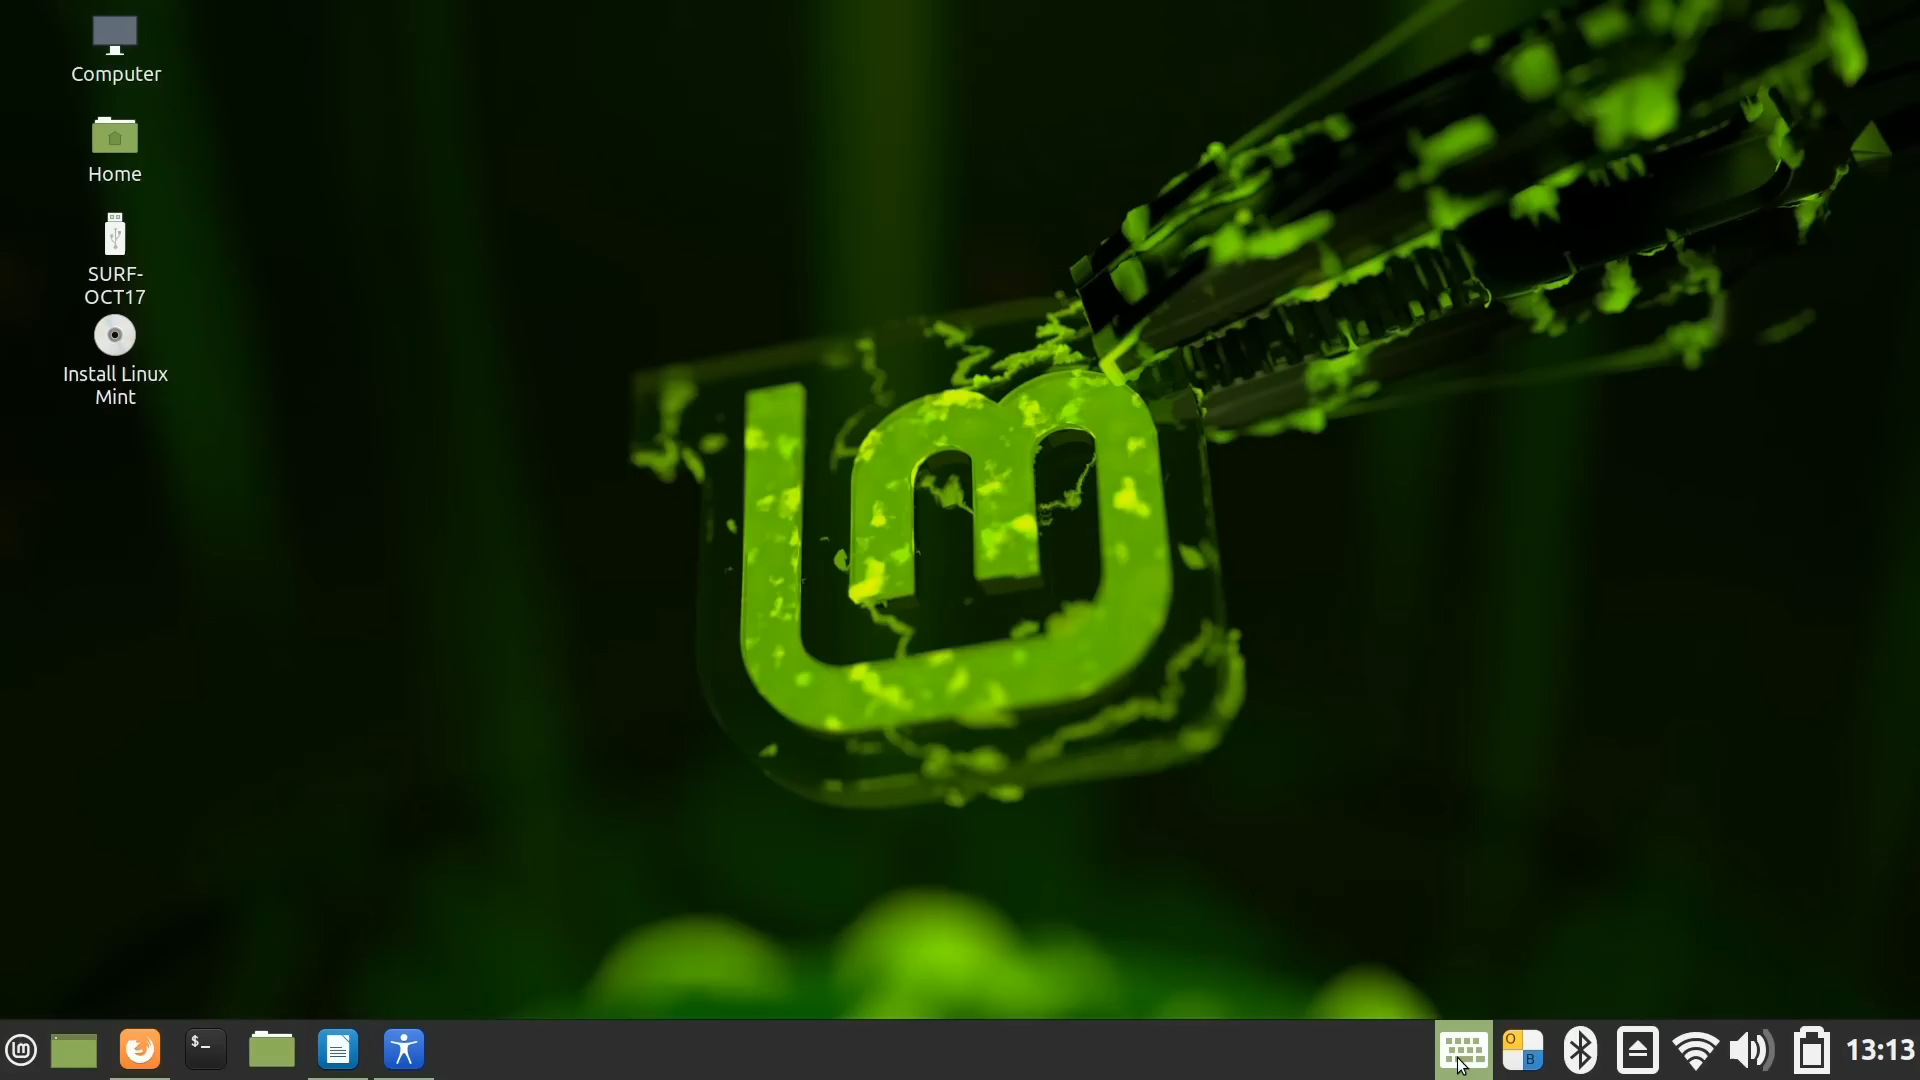 Computer
Home
SURF-
OCT17
Install Linux
Mint
$_
O
B
13:13